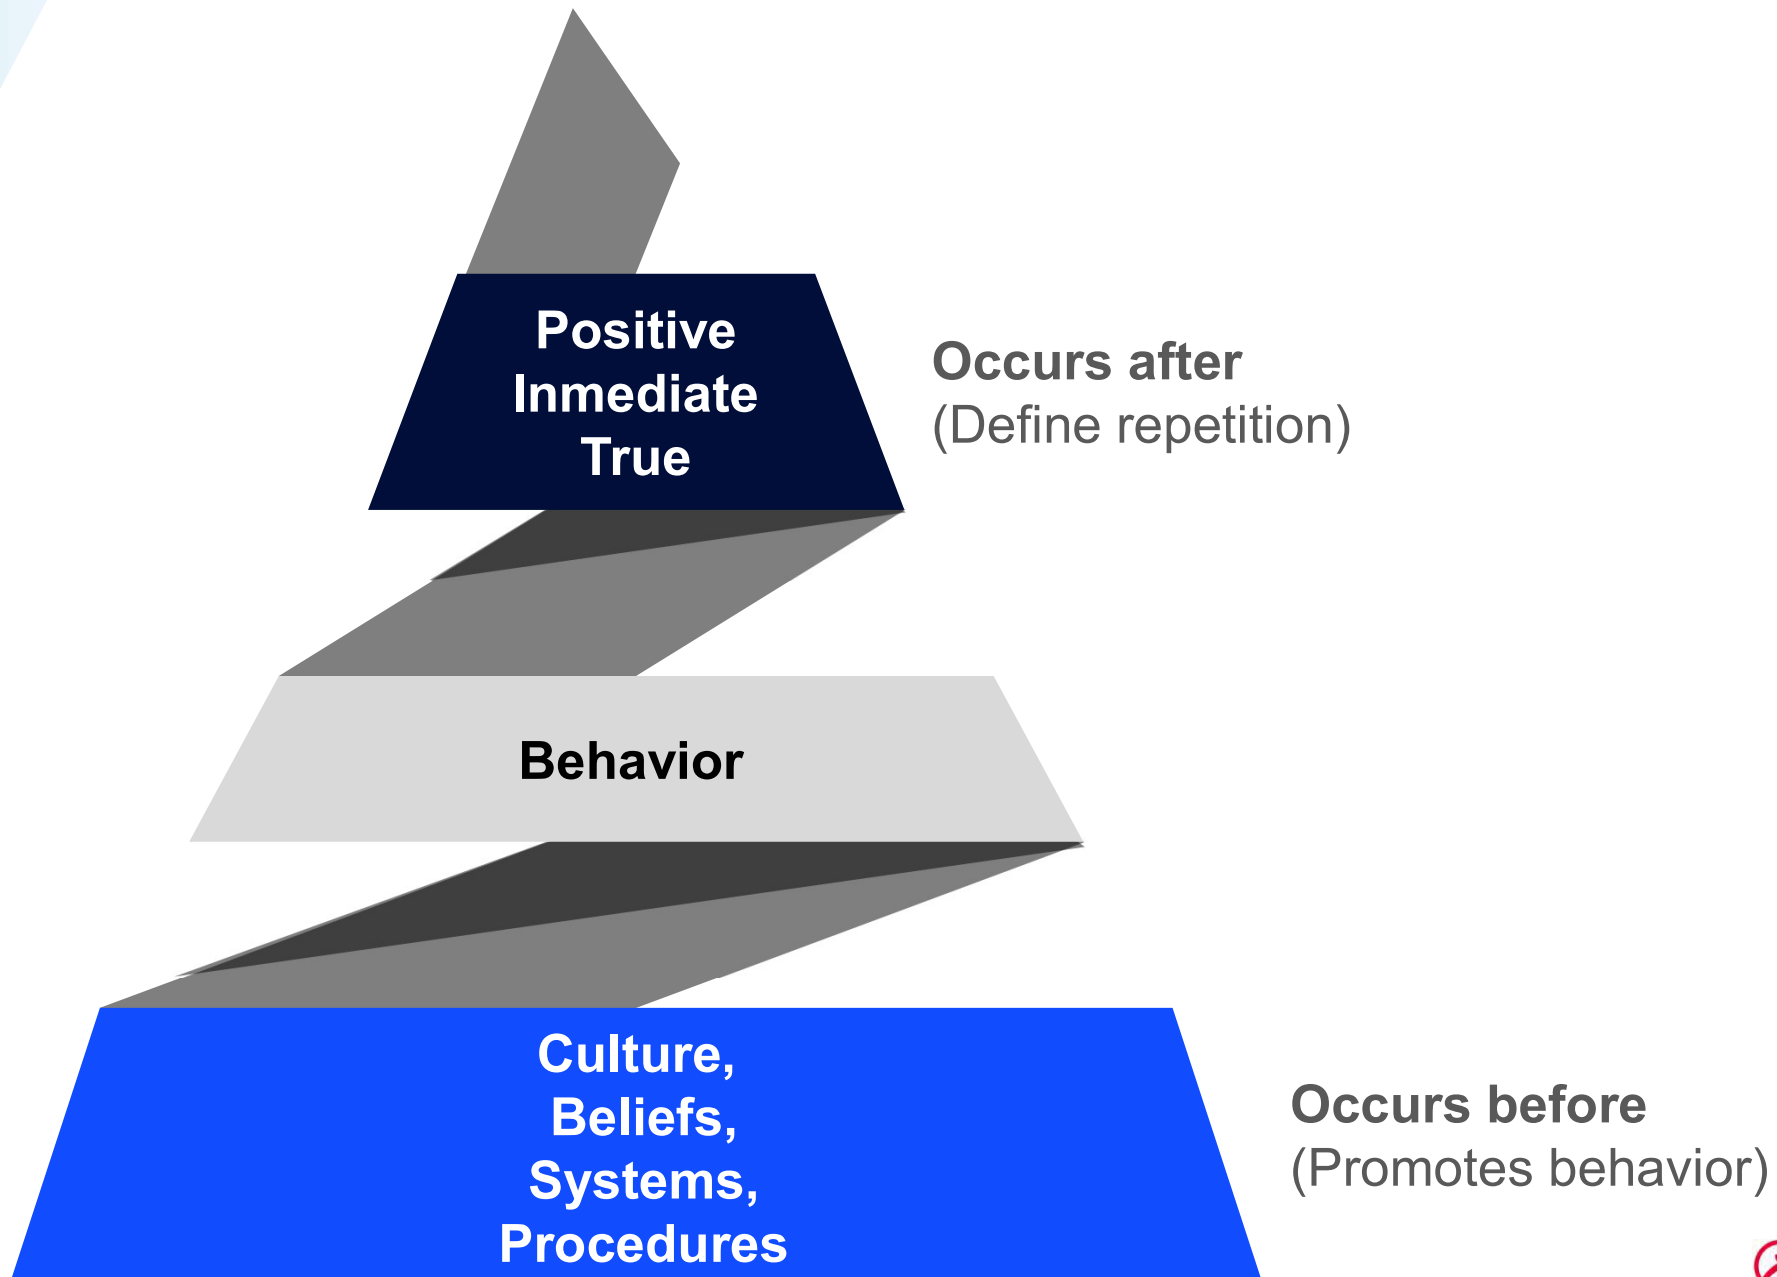 Positive
Inmediate
True
Occurs after
(Define repetition)
Behavior
Culture,
Beliefs,
Systems,
Procedures
Occurs before
(Promotes behavior)